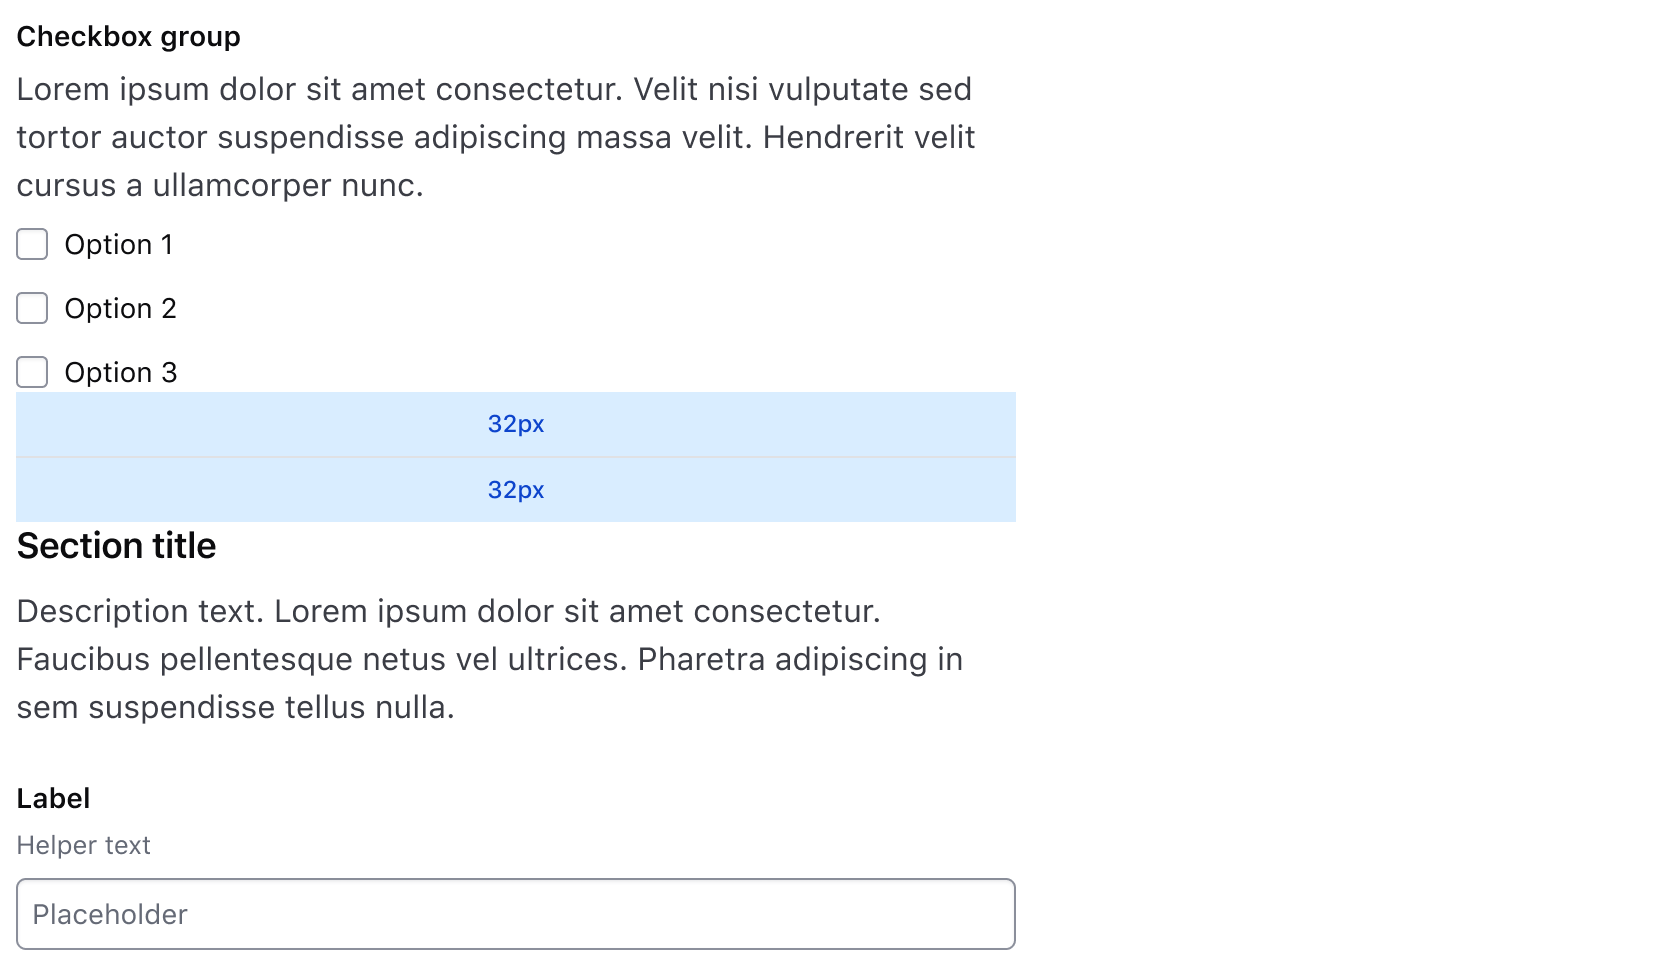 Checkbox group
Lorem ipsum dolor sit amet consectetur. Velit nisi vulputate sed
tortor auctor suspendisse adipiscing massa velit. Hendrerit velit
cursus a ullamcorper nunc.
Option 1
Option 2
Option 3
32px
32px
Section title
Description text. Lorem ipsum dolor sit amet consectetur.
Faucibus pellentesque netus vel ultrices. Pharetra adipiscing in
sem suspendisse tellus nulla.
Label
Helper text
Placeholder